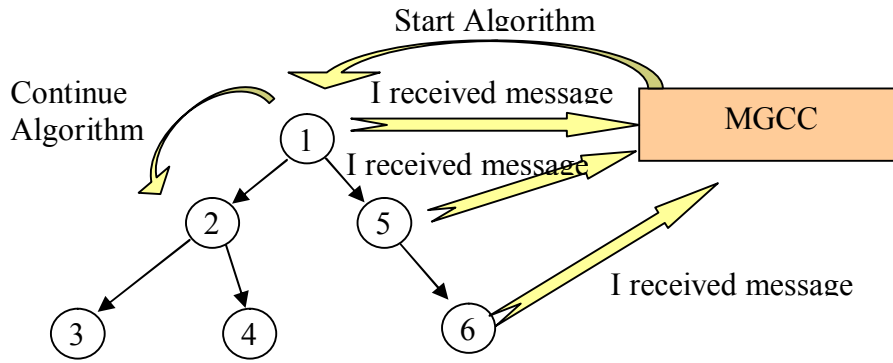 Start Algorithm
Continue
Algorithm
I received message
MGCC
1
I received message
2
5
I received message
3
4
6